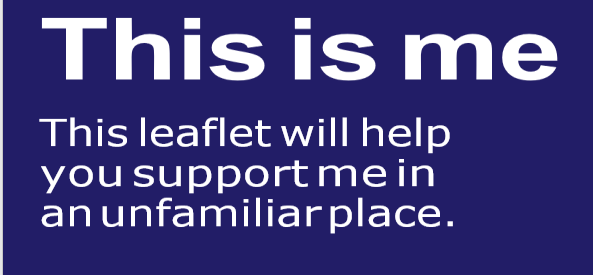 This is me
This leaflet will help
you support me in
an unfamiliar place.